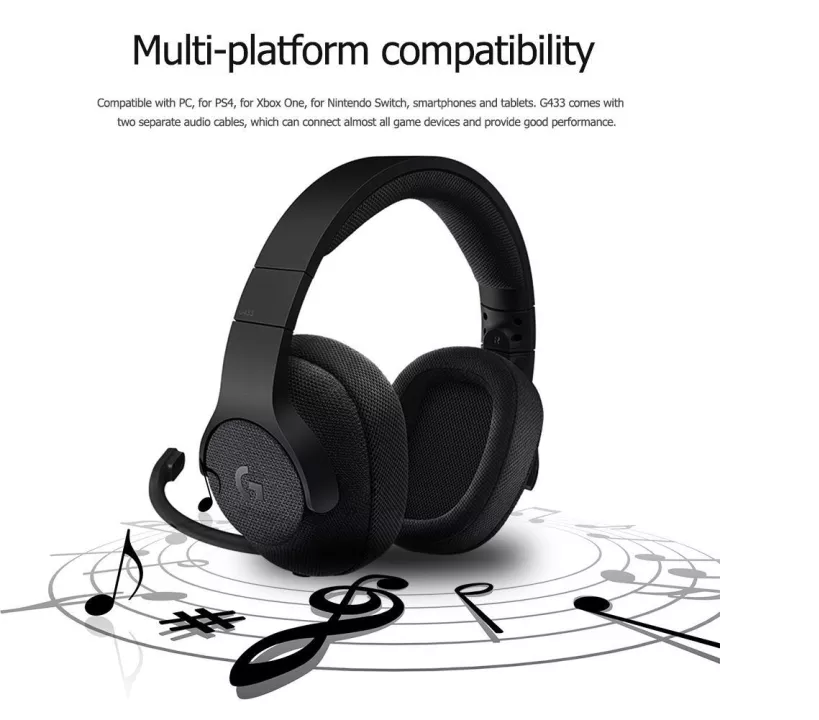 Multi-platform compatibility
Compatible with PC, for PS4, for Xbox One, for Nintendo Switch, smartphones and tablets. G433 comes with
two separate audio cables, which can connect almost all game devices and provide good performance.
G433
R
G